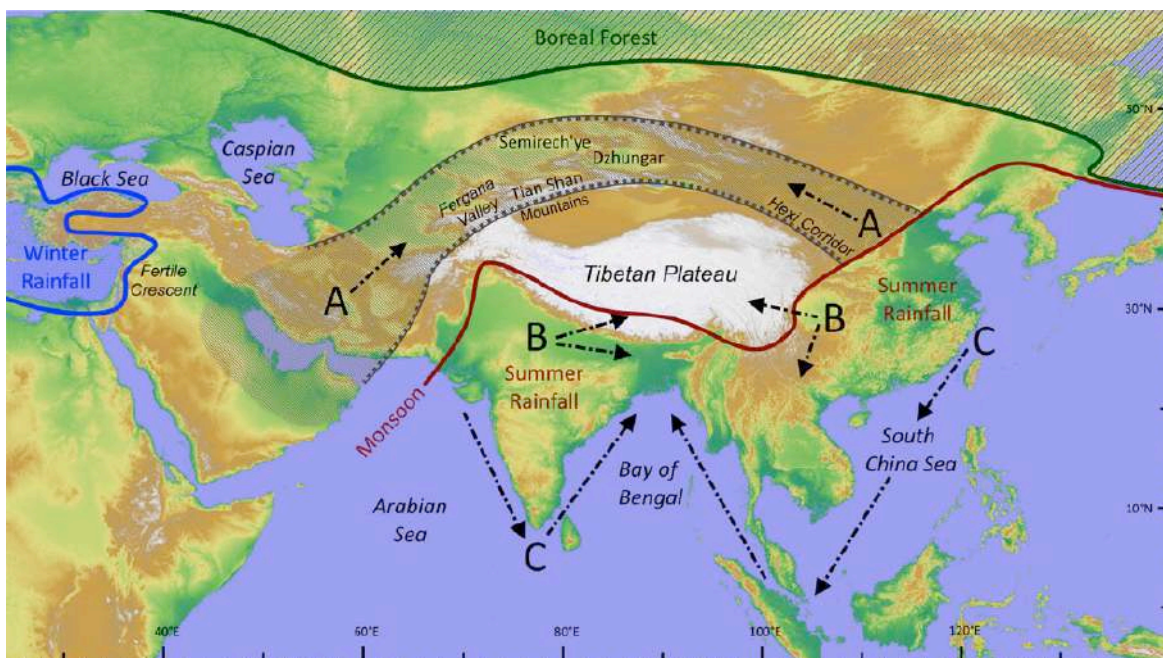 Boreal Forest
50°N
Caspian
Sea
Semirech'ye
Dzhungar
Black Sea
Fergana
Valley
Tian Shan
Mountains
A
Hexi Corridor
Winter
Rainfall
Fertile
Crescent
A
Tibetan Plateau
Summer
Rainfall
30°N
B
B
C
Summer
Rainfall
Monsoon
South
China Sea
Bay of
Bengal
Arabian
Sea
10°N
C
40°E
60°E
80°E
100°E
120°E